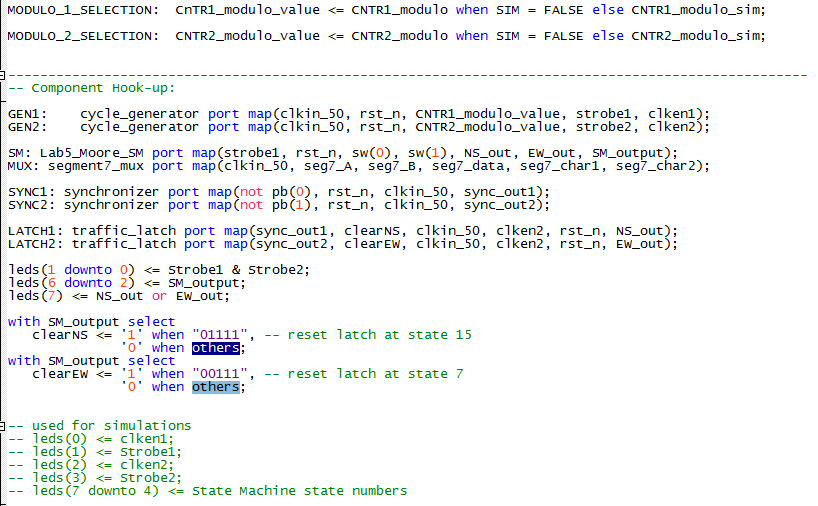 MODULO_1_SELECTION:  CnTR1_modulo_value <= CNTR1_modulo when SIM = FALSE else CNTR1_modulo_sim;
MODULO_2_SELECTION:  CNTR2_modulo_value <= CNTR2_modulo when SIM = FALSE else CNTR2_modulo_sim;
----------------------------------------------------------------------------------------------------
-- Component Hook-up:
GEN1:    cycle_generator port map(clkin_50, rst_n, CNTR1_modulo_value, strobe1, clken1);
GEN2:    cycle_generator port map(clkin_50, rst_n, CNTR2_modulo_value, strobe2, clken2);
SM: Lab5_Moore_SM port map(strobe1, rst_n, sw(0), sw(1), NS_out, EW_out, SM_output);
MUX: segment7_mux port map(clkin_50, seg7_A, seg7_B, seg7_data, seg7_char1, seg7_char2);
SYNC1: synchronizer port map(not pb(0), rst_n, clkin_50, sync_out1);
SYNC2: synchronizer port map(not pb(1), rst_n, clkin_50, sync_out2);
LATCH1: traffic_latch port map(sync_out1, clearNS, clkin_50, clken2, rst_n, NS_out);
LATCH2: traffic_latch port map(sync_out2, clearEW, clkin_50, clken2, rst_n, EW_out);
leds(1 downto 0) <= Strobe1 & Strobe2;
leds(6 downto 2) <= SM_output;
leds(7) <= NS_out or EW_out;
with SM_output select
   clearNS <= '1' when "01111", -- reset latch at state 15
              '0' when others;
with SM_output select
   clearEW <= '1' when "00111", -- reset latch at state 7
              '0' when others;
-- used for simulations
-- leds(0) <= clken1;
-- leds(1) <= Strobe1;
-- leds(2) <= clken2;
-- leds(3) <= Strobe2;
-- leds(7 downto 4) <= State Machine state numbers